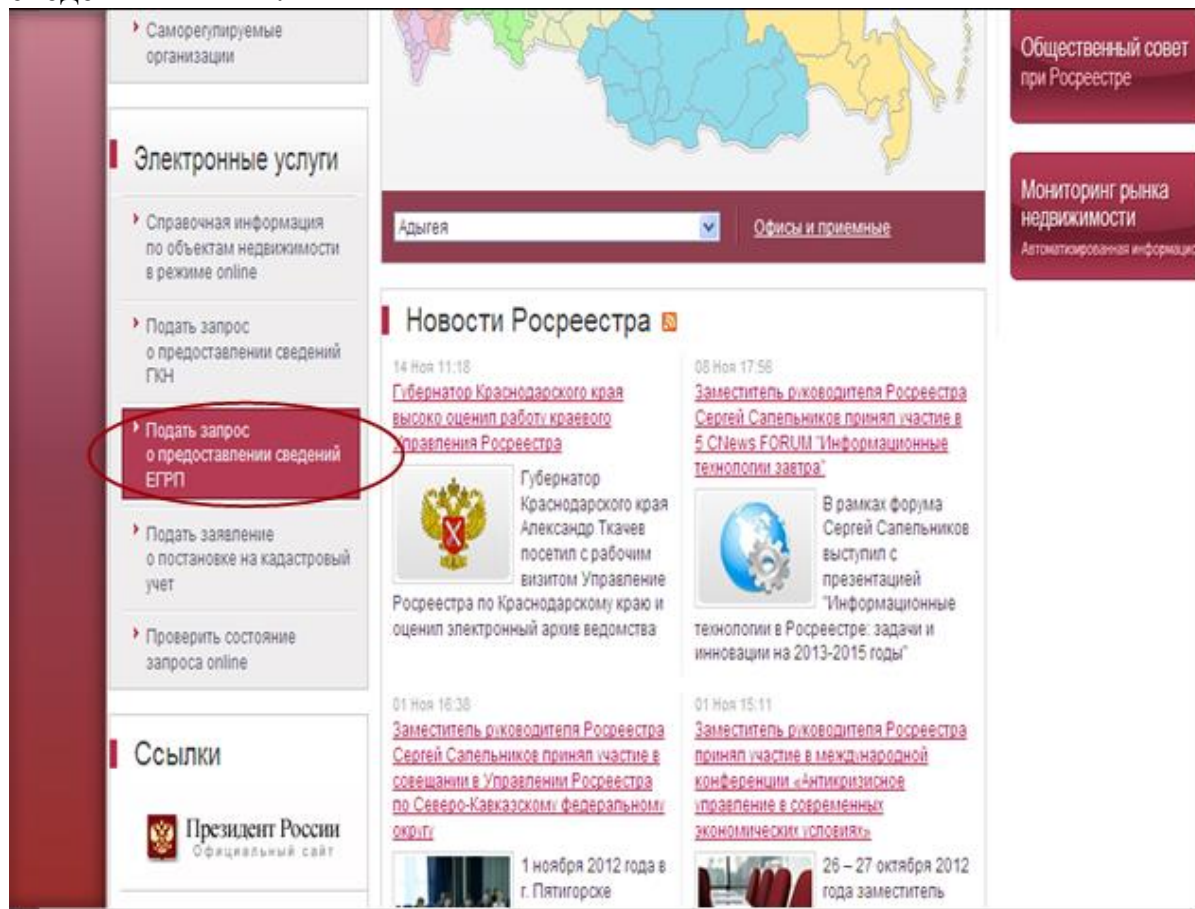 Саморегулируемые
организации
Электронные услуги
Справочная информация
по объектам недвижимости
в режиме online
Подать запрос
о предоставлении сведений
ГКН
Подать запрос
о предоставлении сведений
ЕГРП
Подать заявление
о постановке на кадастровый
учет
Проверить состояние
запроса online
Ссылки
Президент России
Официальный сайт
Адыгея
Офисы и приемные
Новости Росреестра
14 Ноя 11:18
Губернатор Краснодарского края
высоко оценил работу краевого
Управления Росреестра
Губернатор
Краснодарского края
Александр Ткачев
посетил с рабочим
визитом Управление
Росреестра по Краснодарскому краю и
оценил электронный архив ведомства
08 Ноя 17:56
Заместитель руководителя Росреестра
Сергей Сапельников принял участие в
5 CNews FORUM "Информационные
технологии завтра"
В рамках форума
Сергей Сапельников
выступил с
презентацией
"Информационные
технологии в Росреестре: задачи и
инновации на 2013-2015 годы"
01 Ноя 16:38
Заместитель руководителя Росреестра
Сергей Сапельников принял участие в
совещании в Управлении Росреестра
по Северо-Кавказскому федеральному
округу
1 ноября 2012 года в
г. Пятигорске
01 Ноя 15:11
Заместитель руководителя Росреестра
принял участие в международной
конференции «Антикризисное
управление в современных
экономических условиях»
26 – 27 октября 2012
года заместитель
Общественный совет
при Росреестре
Мониторинг рынка
недвижимости
Автоматизированная